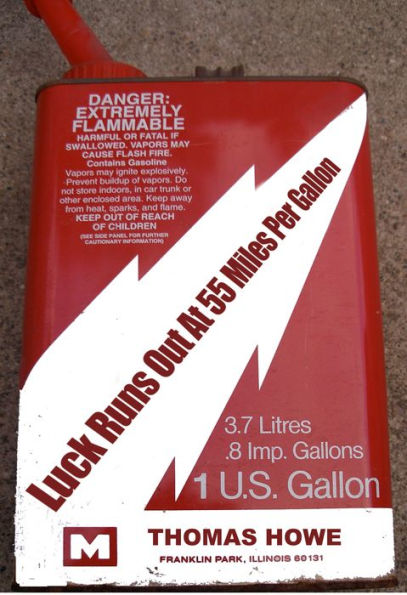 DANGER:
EXTREMELY
FLAMMABLE
HARMFUL OR FATAL IF
SWALLOWED. VAPORS MAY
CAUSE FLASH FIRE.
Contains Gasoline
Vapors may ignite explosively.
Prevent buildup of vapors. Do
not store indoors, in car trunk or
other enclosed area. Keep away
from heat, sparks, and flame.
KEEP OUT OF REACH
OF CHILDREN
(SEE SIDE PANEL FOR FURTHER
CAUTIONARY INFORMATION)
Luck Runs Out At 55 Miles Per Gallon
3.7 Litres
.8 Imp. Gallons
1 U.S. Gallon
M
THOMAS HOWE
FRANKLIN PARK, ILLINOIS 60131